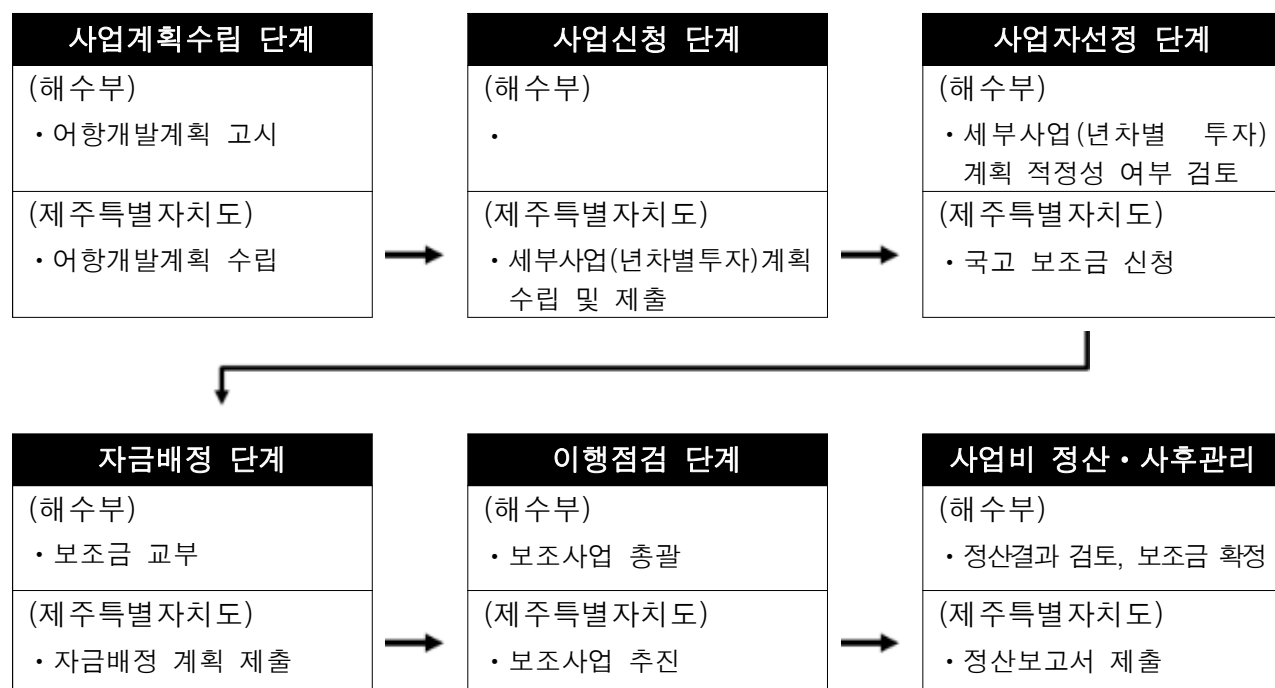 사업계획수립 단계
(해수부)
・어항개발계획 고시
(제주특별자치도)
・어항개발계획 수립
사업신청 단계
(해수부)
・
(제주특별자치도)
・세부사업(년차별투자)계획
수립 및 제출
사업자선정 단계
(해수부)
・세부사업(년차별 투자)
계획 적정성 여부 검토
(제주특별자치도)
・국고 보조금 신청
자금배정 단계
(해수부)
・보조금 교부
(제주특별자치도)
・자금배정 계획 제출
이행점검 단계
(해수부)
・보조사업 총괄
(제주특별자치도)
・보조사업 추진
사업비 정산・사후관리
(해수부)
・정산결과 검토, 보조금 확정
(제주특별자치도)
・정산보고서 제출